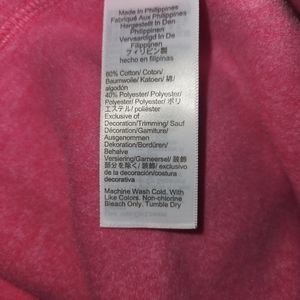 Made In Philippines
Fabriqué Aux Philippines
Hergestellt In Den
Philippinen
Vervaardigd In De
Filippijnen
フィリピン製
hecho en filipinas
60% Cotton/ Coton/
Baumwolle/ Katoen/ 綿/
algodón
40% Polyester/ Polyester/
Polyester/ Polyester/ ポリ
エステル/ poliéster
Exclusive of
Decoration/Trimming/ Sauf
Décoration/Garniture/
Ausgenommen
Dekoration/Bordüren/
Behalve
Versiering/Garneersel/ 装飾
部分を除く/ 装飾/ excluye
de la decoración/costura
decorativa
Machine Wash Cold. With
Like Colors. Non-chlorine
Bleach Only. Tumble Dry